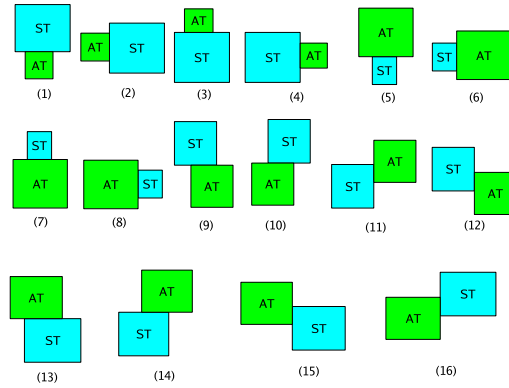 ST AT
(1)
AT ST
(2)
AT ST
(3)
ST AT
(4)
AT ST
(5)
ST AT
(6)
ST AT
(7)
AT ST
(8)
ST AT
(9)
ST AT
(10)
AT ST
(11)
ST AT
(12)
AT ST
(13)
AT ST
(14)
AT ST
(15)
ST AT
(16)